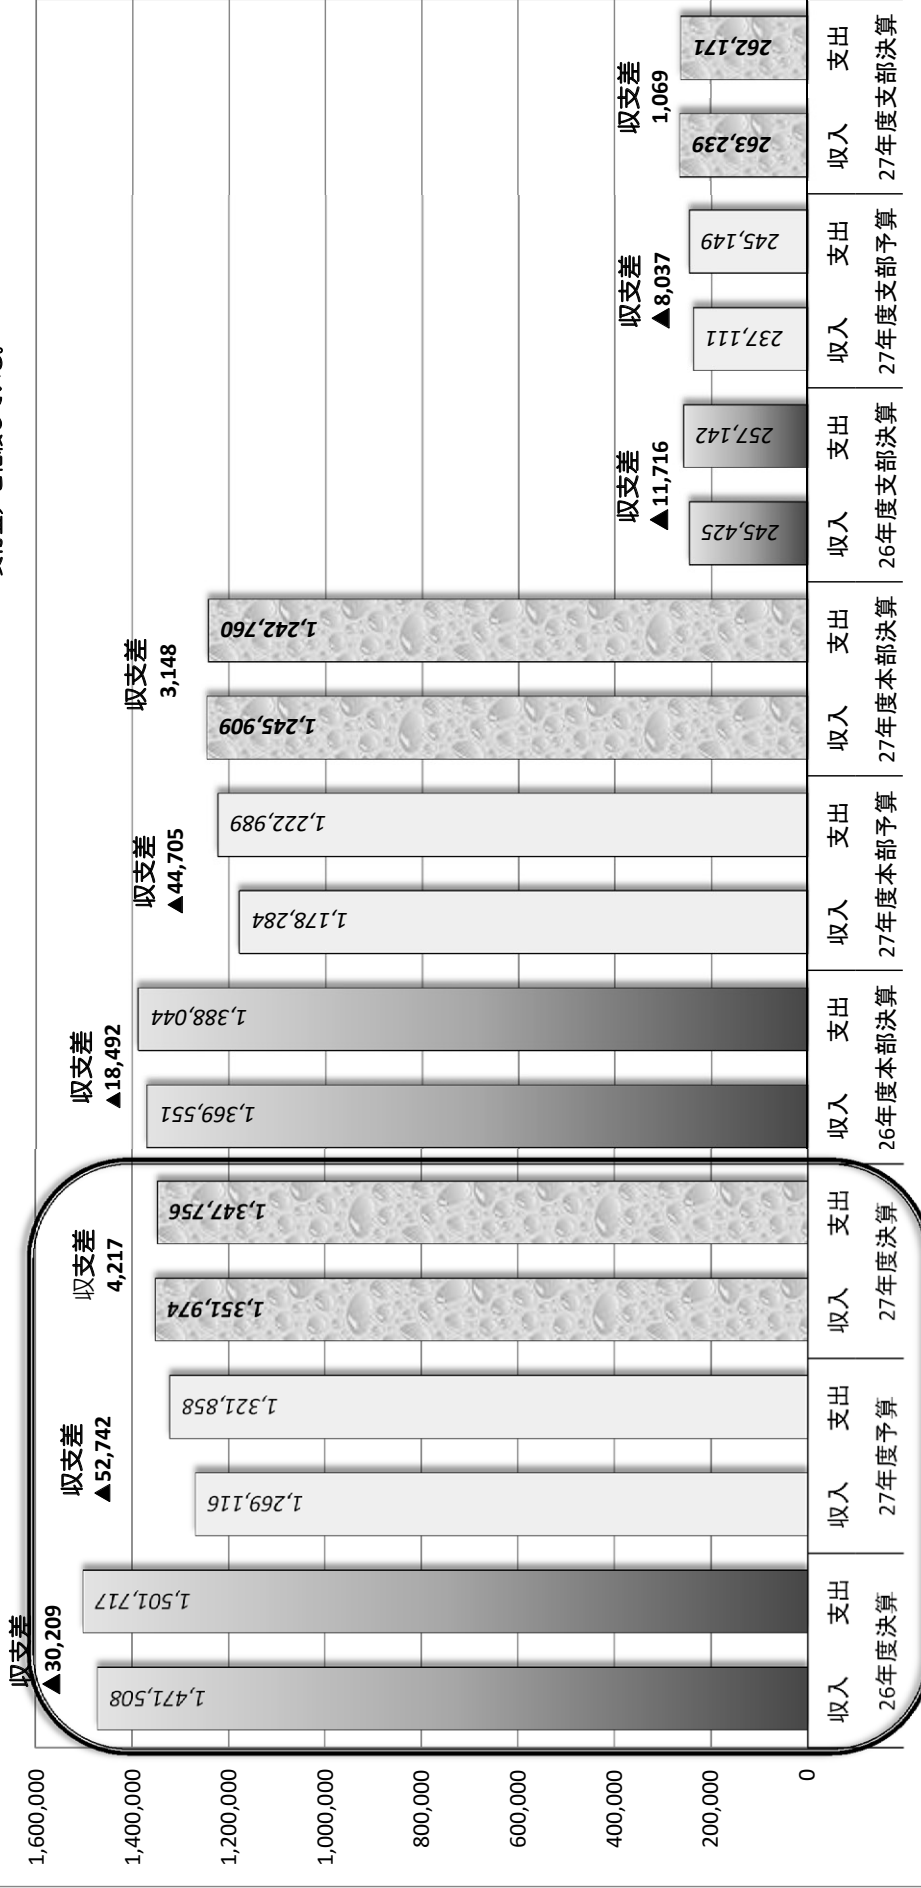 1,600,000
1,400,000
1,200,000
1,000,000
800,000
600,000
400,000
200,000
0
収支差
▲30,209
1,471,508
1,501,717
収入
支出
26年度決算
収支差
▲52,742
1,269,116
1,321,858
収入
支出
27年度予算
収支差
4,217
1,351,974
1,347,756
収入
支出
27年度決算
収支差
▲18,492
1,369,551
1,388,044
収入
支出
26年度本部決算
収支差
▲44,705
1,178,284
1,222,989
収入
支出
27年度本部予算
収支差
3,148
1,245,909
1,242,760
収入
支出
27年度本部決算
収支差
▲11,716
245,425
257,142
収入
支出
26年度支部決算
収支差
▲8,037
237,111
245,149
収入
支出
27年度支部予算
収支差
1,069
263,239
262,171
収入
支出
27年度支部決算